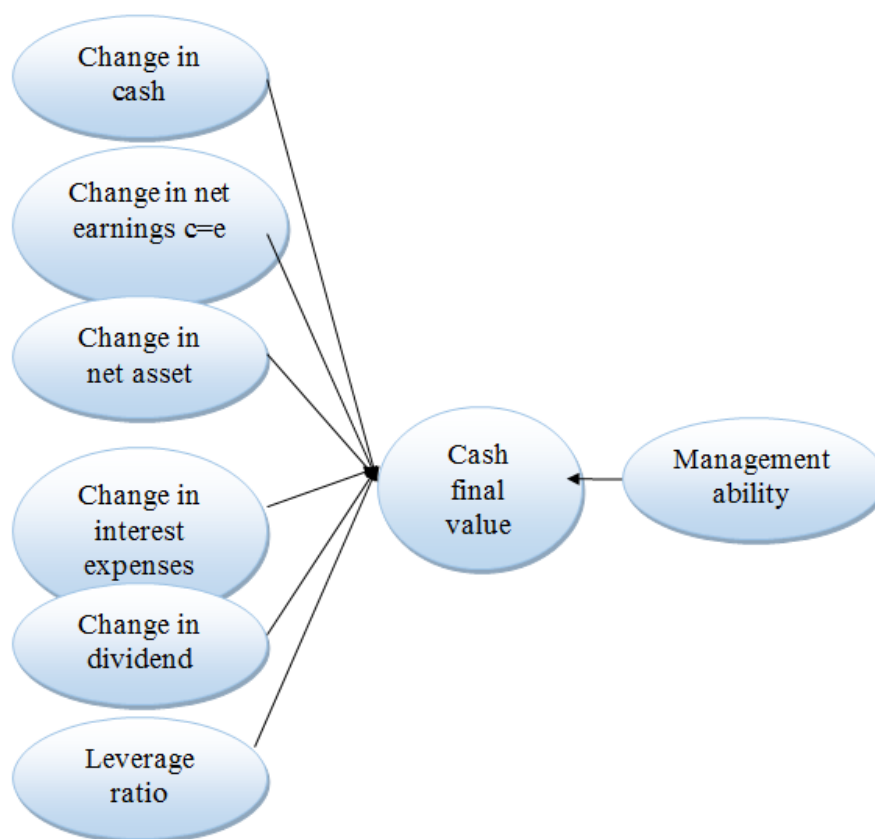 Change in
cash
Change in net
earnings c=e
Change in
net asset
Change in
interest
expenses
Change in
dividend
Leverage
ratio
Cash
final
value
Management
ability